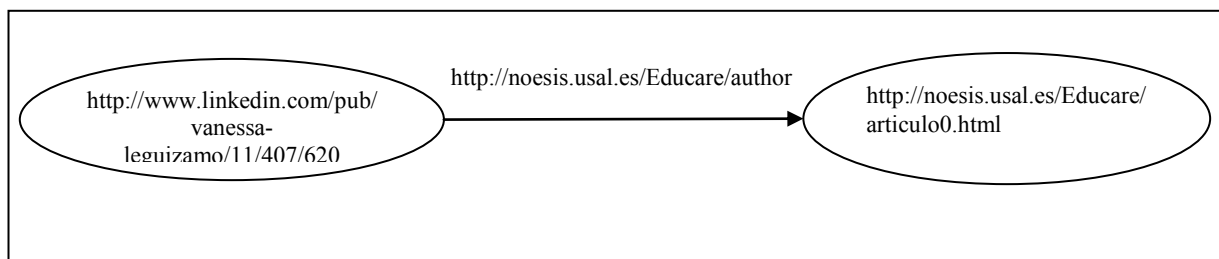 http://www.linkedin.com/pub/
vanessa-
leguizamo/11/407/620
http://noesis.usal.es/Educare/author
http://noesis.usal.es/Educare/
articulo0.html